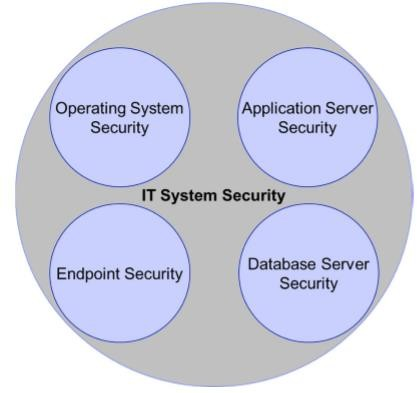 Operating System
Security
Application Server
Security
IT System Security
Endpoint Security
Database Server
Security